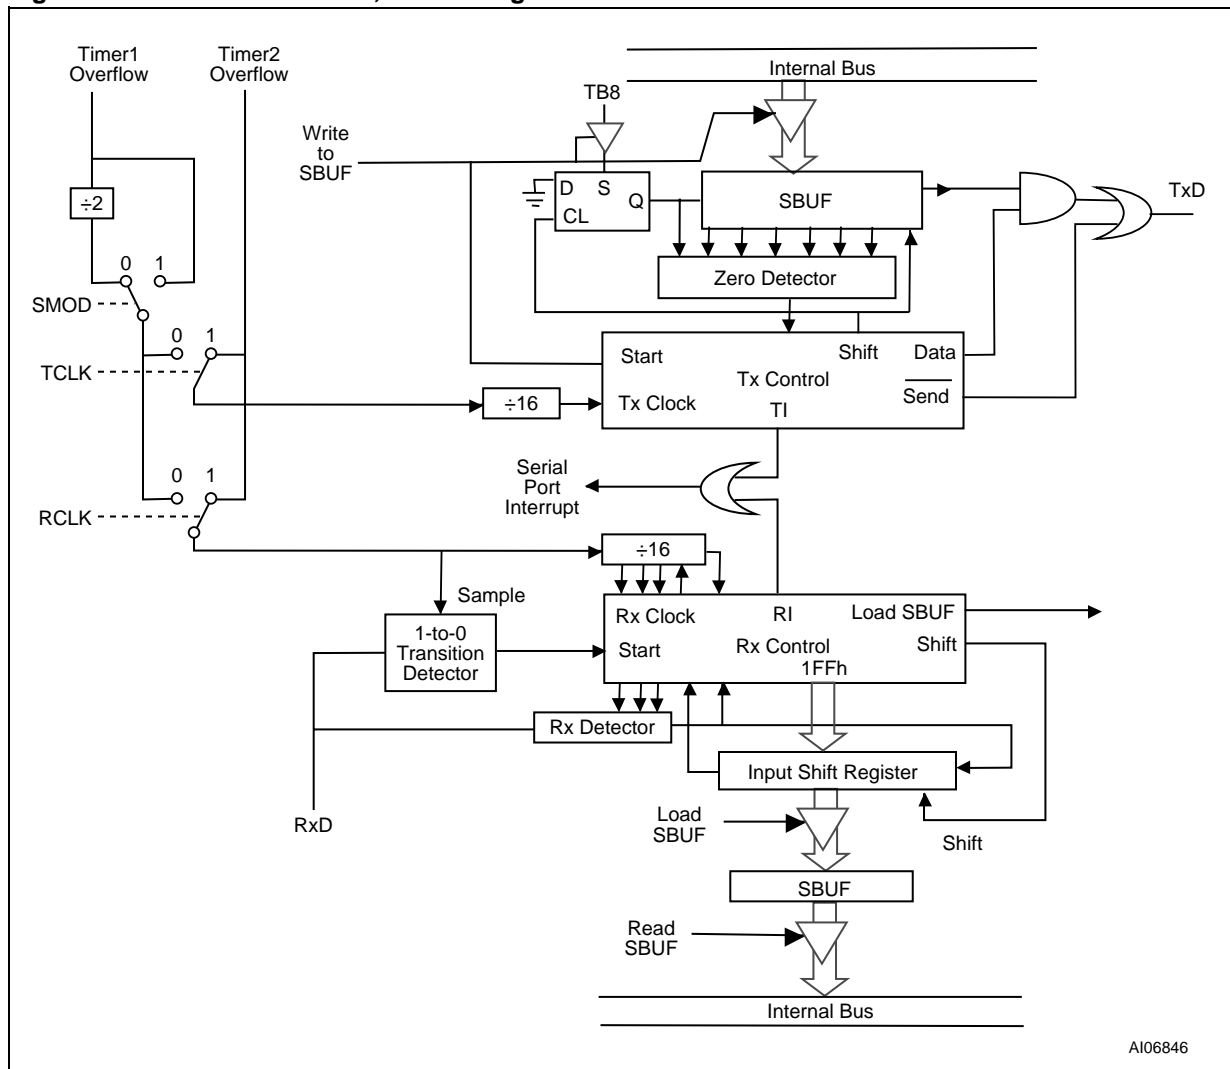 Timer1
Overflow
Timer2
Overflow
Internal Bus
TB8
Write
to
SBUF
D S
CL
Q
SBUF
TxD
÷2
Zero Detector
0 1
SMOD
0 1
TCLK
Start
Shift
Data
Tx Control
Send
Tx Clock
TI
÷16
Serial
Port
Interrupt
0 1
RCLK
÷16
Sample
1-to-0
Transition
Detector
Rx Clock
RI
Load SBUF
Start
Rx Control
Shift
1FFh
Rx Detector
Input Shift Register
RxD
Load
SBUF
Shift
SBUF
Read
SBUF
Internal Bus
AI06846